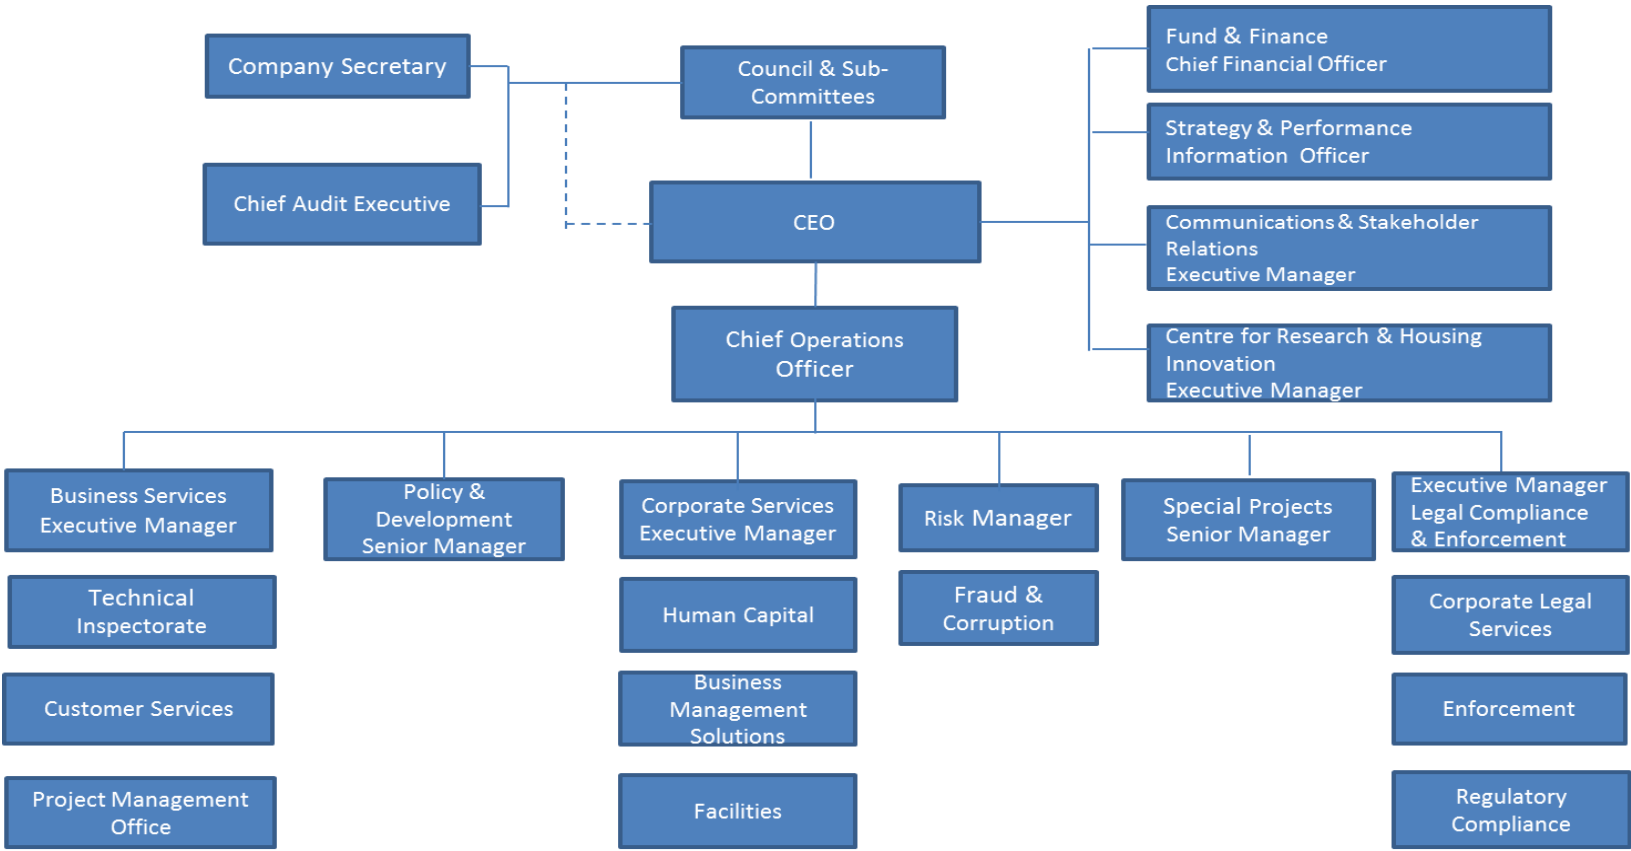 Company Secretary
Chief Audit Executive
Council & Sub-
Committees
CEO
Chief Operations
Officer
Fund & Finance
Chief Financial Officer
Strategy & Performance
Information Officer
Communications & Stakeholder
Relations
Executive Manager
Centre for Research & Housing
Innovation
Executive Manager
Business Services
Executive Manager
Technical
Inspectorate
Customer Services
Project Management
Office
Policy &
Development
Senior Manager
Corporate Services
Executive Manager
Human Capital
Business
Management
Solutions
Facilities
Risk Manager
Fraud &
Corruption
Special Projects
Senior Manager
Executive Manager
Legal Compliance
& Enforcement
Corporate Legal
Services
Enforcement
Regulatory
Compliance